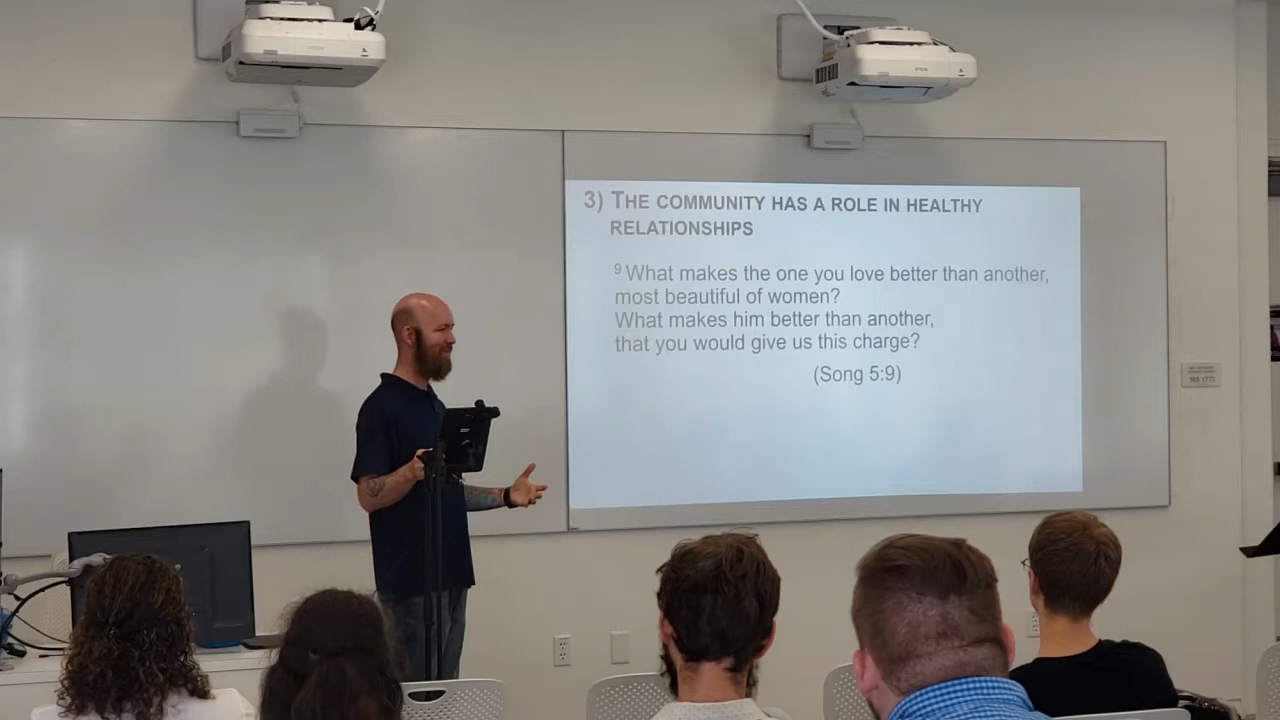 EPSON
EPSON
3) THE COMMUNITY HAS A ROLE IN HEALTHY
RELATIONSHIPS
9 What makes the one you love better than another,
most beautiful of women?
What makes him better than another,
that you would give us this charge?
(Song 5:9)